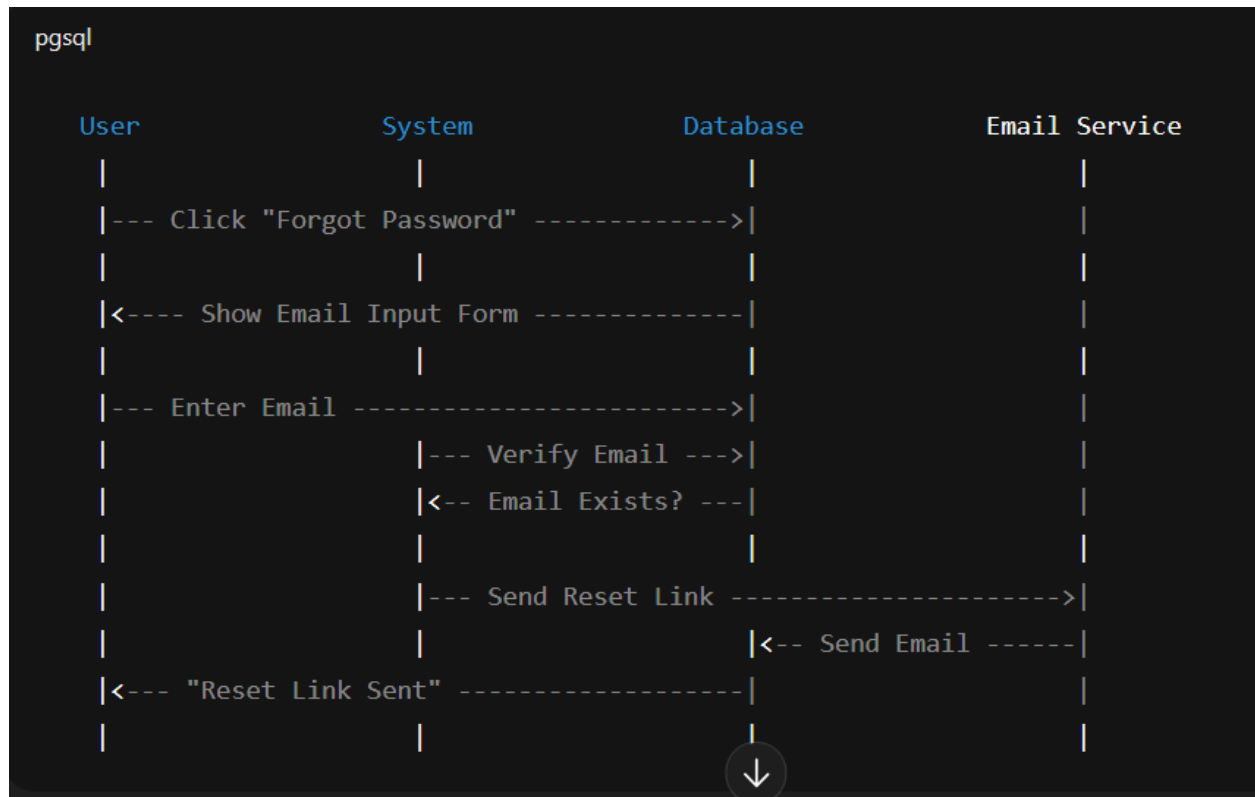 pgsql
User System Database Email Service
| | | |
|--- Click "Forgot Password" ------------->| |
| | | |
|<---- Show Email Input Form --------------| |
| | | |
|--- Enter Email ------------------------->| |
| |--- Verify Email --->| |
| |<-- Email Exists? ---| |
| | | |
| |--- Send Reset Link ---------------------->|
| | |<-- Send Email ------|
|<--- "Reset Link Sent" -------------------| |
| | | |